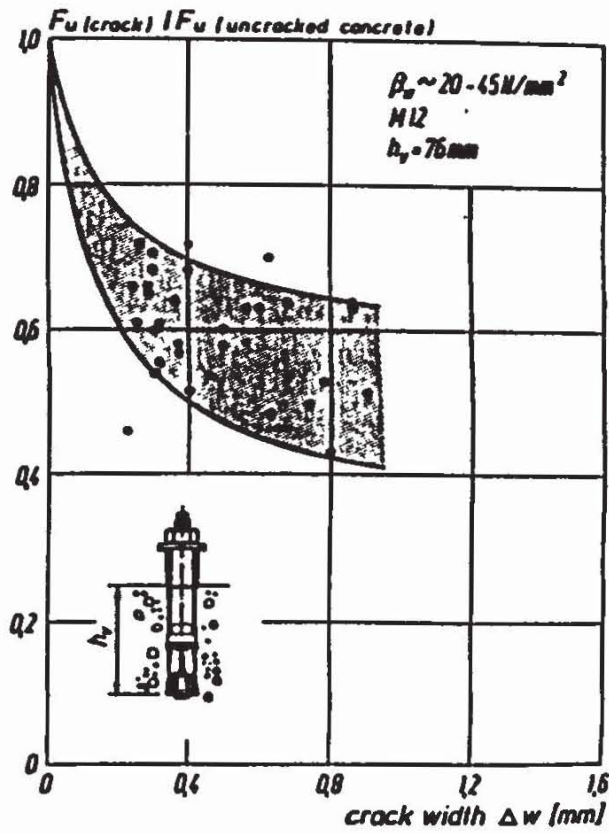 Fu (crack) / Fu (uncracked concrete)
1,0
βw ~ 20-45N/mm²
M12
hv = 76mm
0,8
0,6
0,4
0,2
hv
0
0 0,4 0,8 1,2 1,6
crack width Δw [mm]